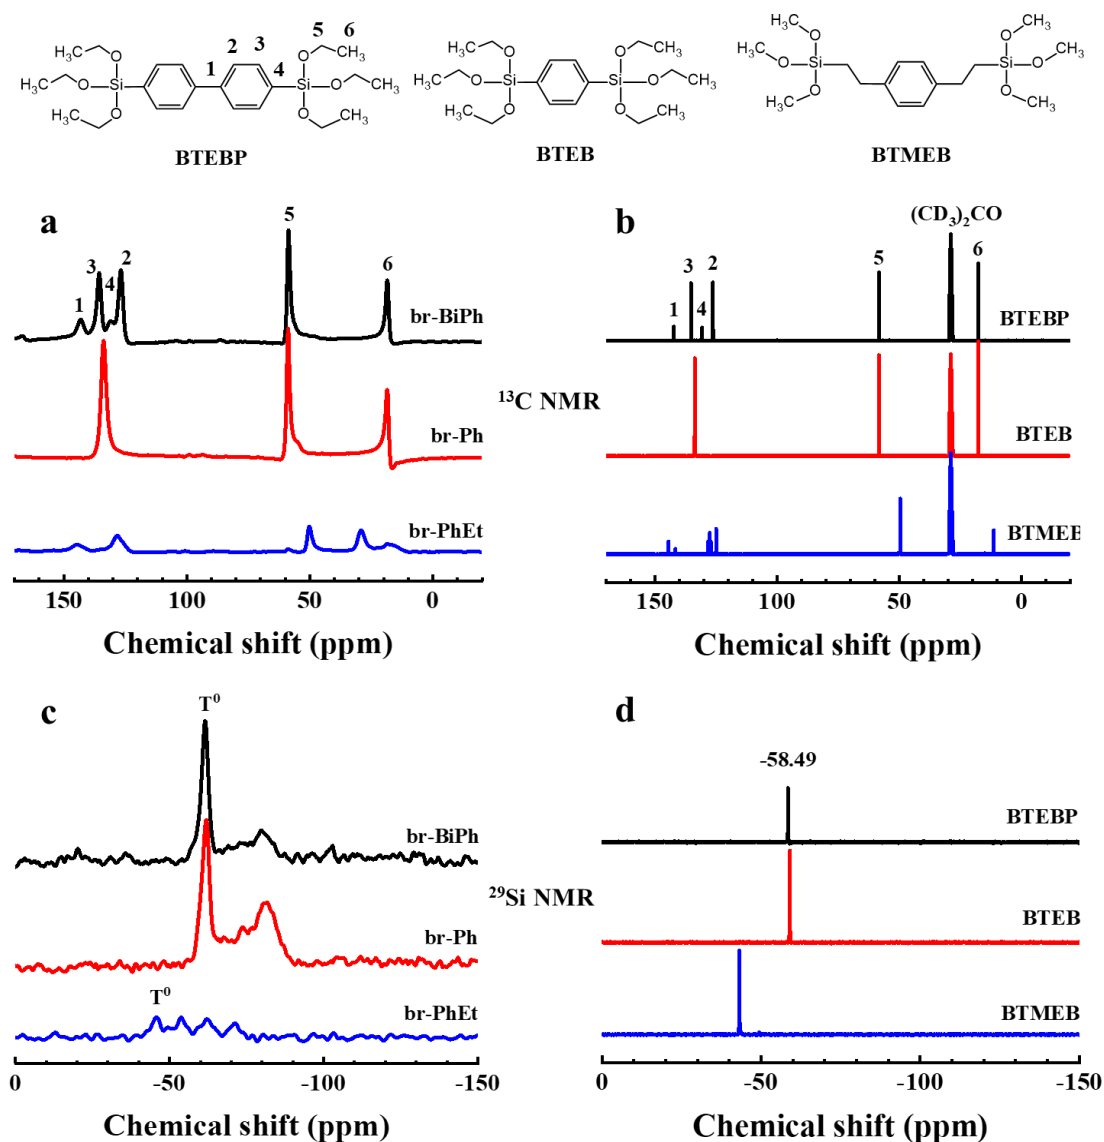 5 6
H₃C O O CH₃
2 3
H₃C O Si 1 4 Si O CH₃
O O
CH₃ H₃C
BTEBP
H₃C O O CH₃
H₃C O Si Si O CH₃
O O
CH₃ H₃C
BTEB
CH₃ H₃C
O O
H₃C O Si Si O CH₃
O O
CH₃ H₃C
BTMEB
a
5
3 2
4
1
6
br-BiPh
br-Ph
br-PhEt
150 100 50 0
Chemical shift (ppm)
b
(CD₃)₂CO
3 2 5 6
1 4
BTEBP
¹³C NMR
BTEB
BTMEB
150 100 50 0
Chemical shift (ppm)
c
T⁰
br-BiPh
br-Ph
T⁰
br-PhEt
0 -50 -100 -150
Chemical shift (ppm)
d
-58.49
BTEBP
²⁹Si NMR
BTEB
BTMEB
0 -50 -100 -150
Chemical shift (ppm)